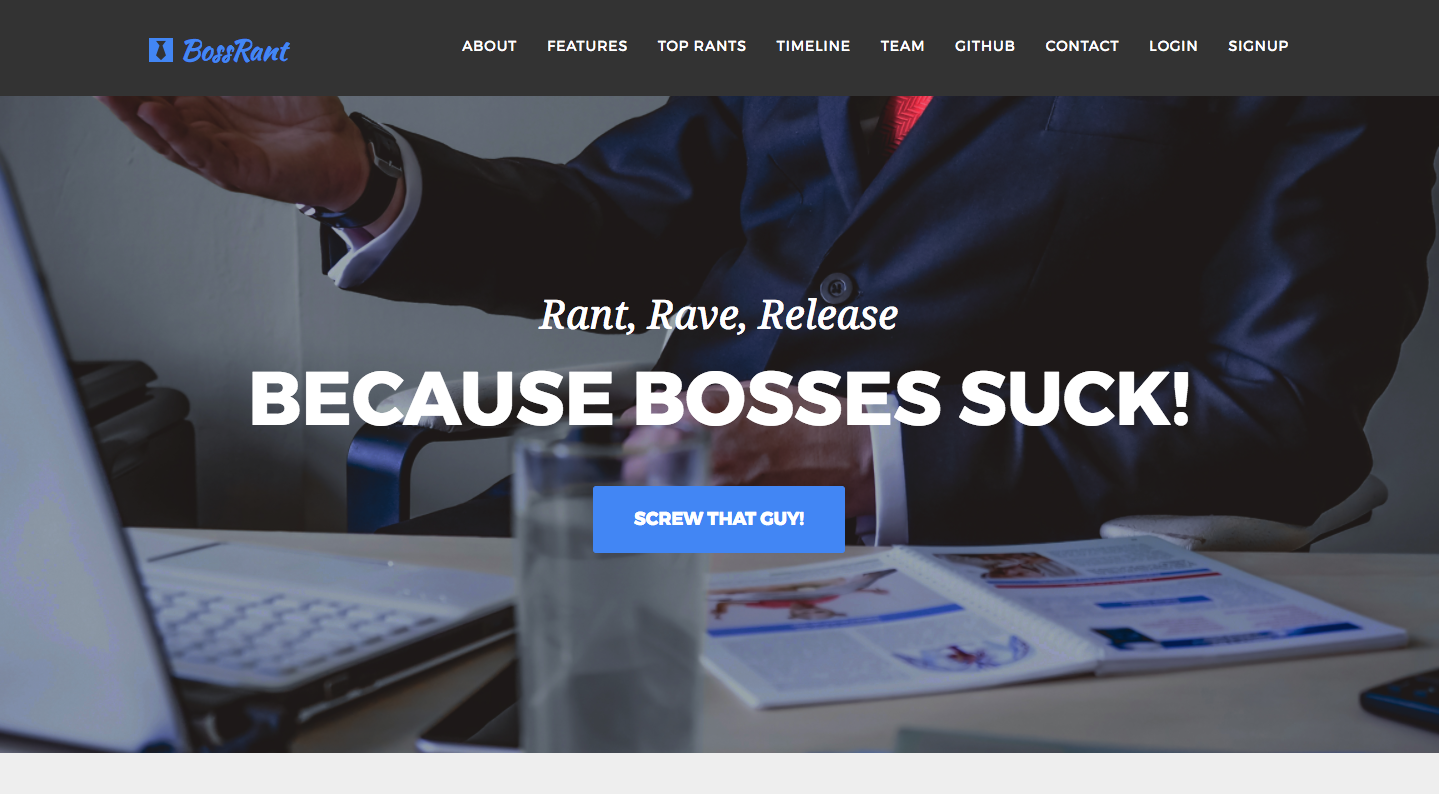 BossRant
ABOUT FEATURES TOP RANTS TIMELINE TEAM GITHUB CONTACT LOGIN SIGNUP
Rant, Rave, Release
BECAUSE BOSSES SUCK!
SCREW THAT GUY!